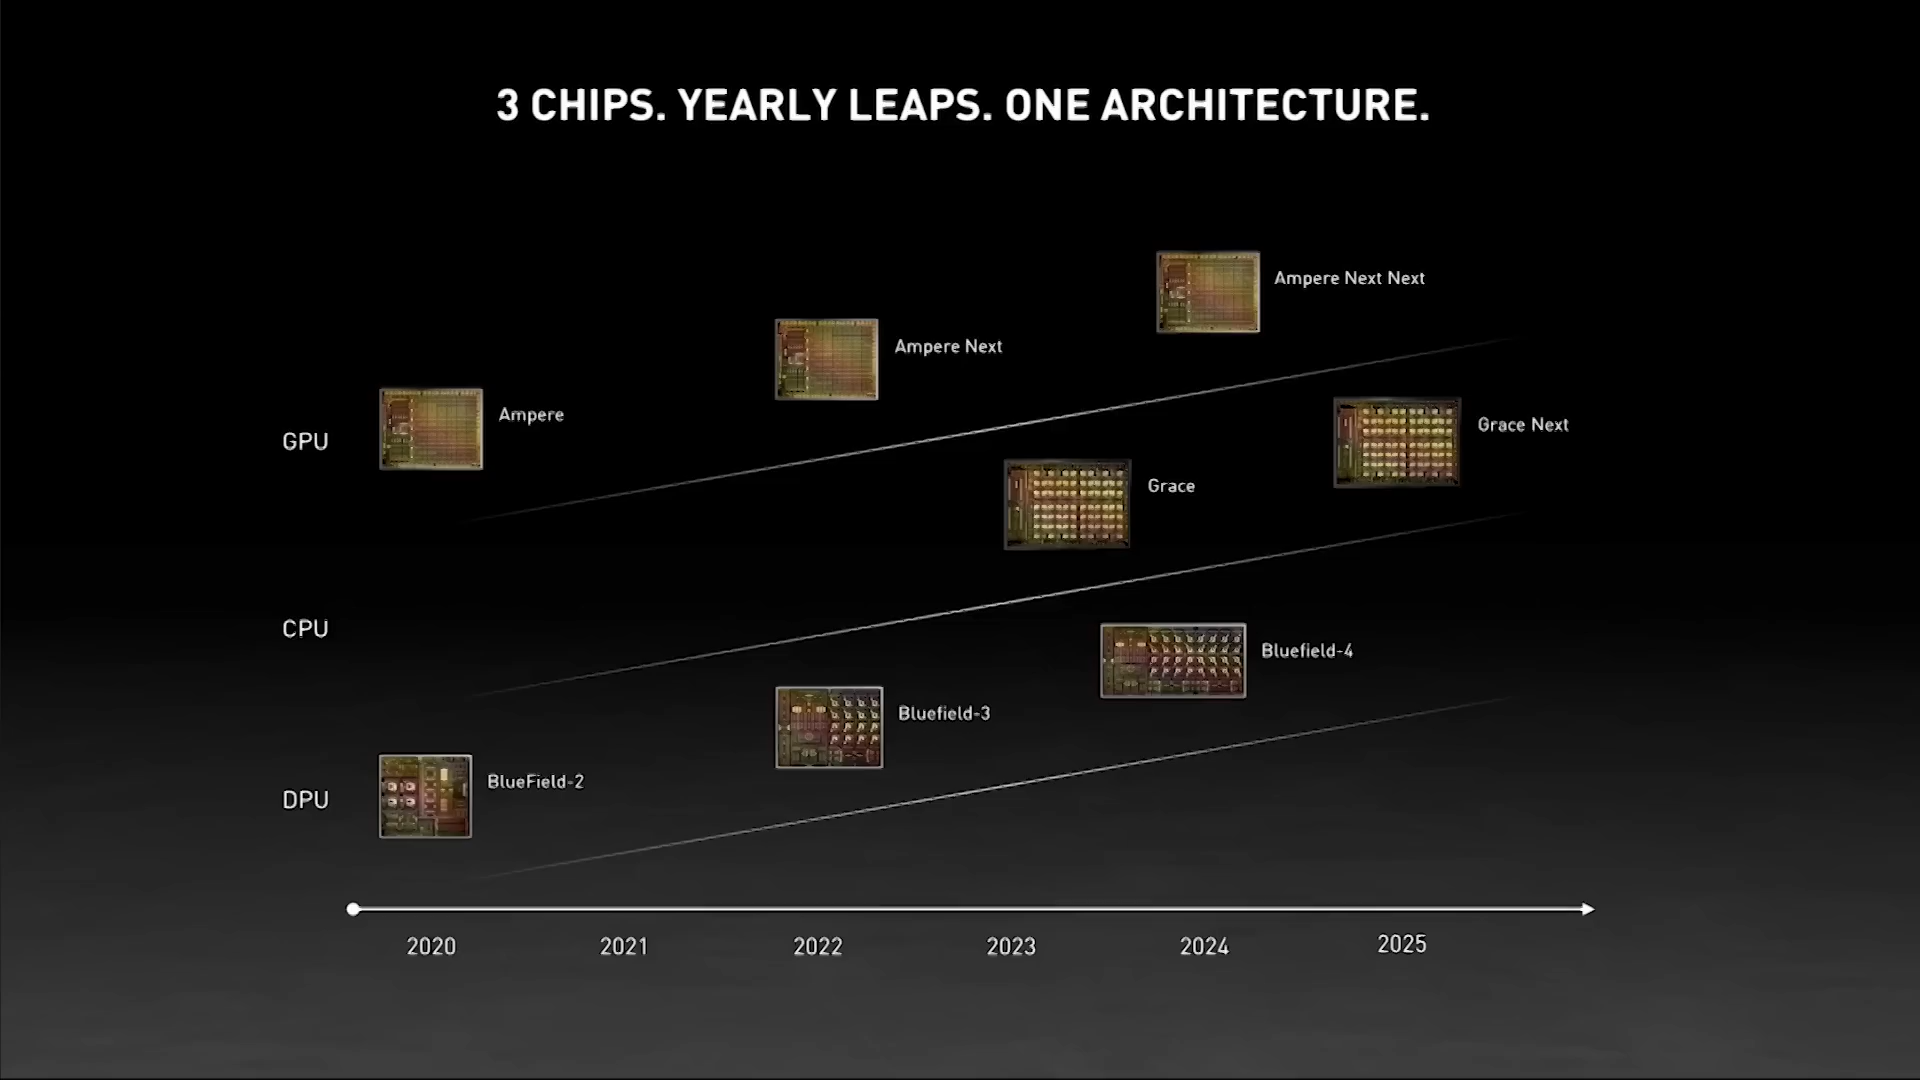 3 CHIPS. YEARLY LEAPS. ONE ARCHITECTURE.
Ampere Next Next
Ampere Next
Ampere
GPU
Grace Next
Grace
CPU
Bluefield-4
Bluefield-3
BlueField-2
DPU
2020 2021 2022 2023 2024 2025